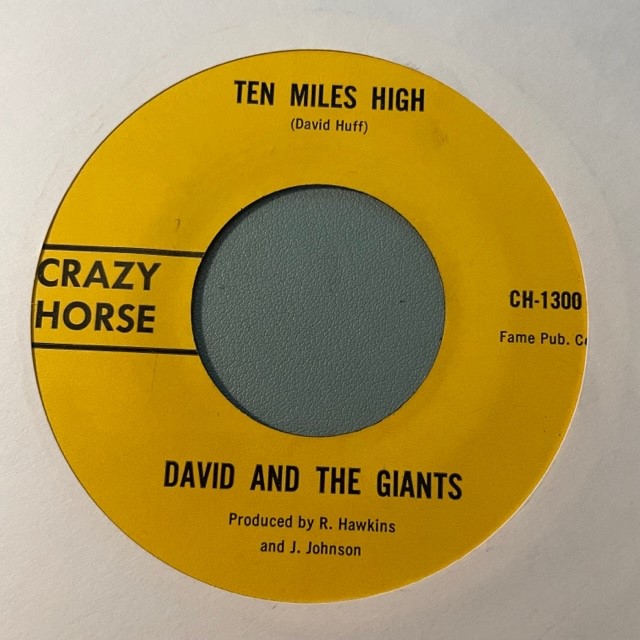 TEN MILES HIGH
(David Huff)
CRAZY
HORSE
CH-1300
Fame Pub.
DAVID AND THE GIANTS
Produced by R. Hawkins
and J. Johnson